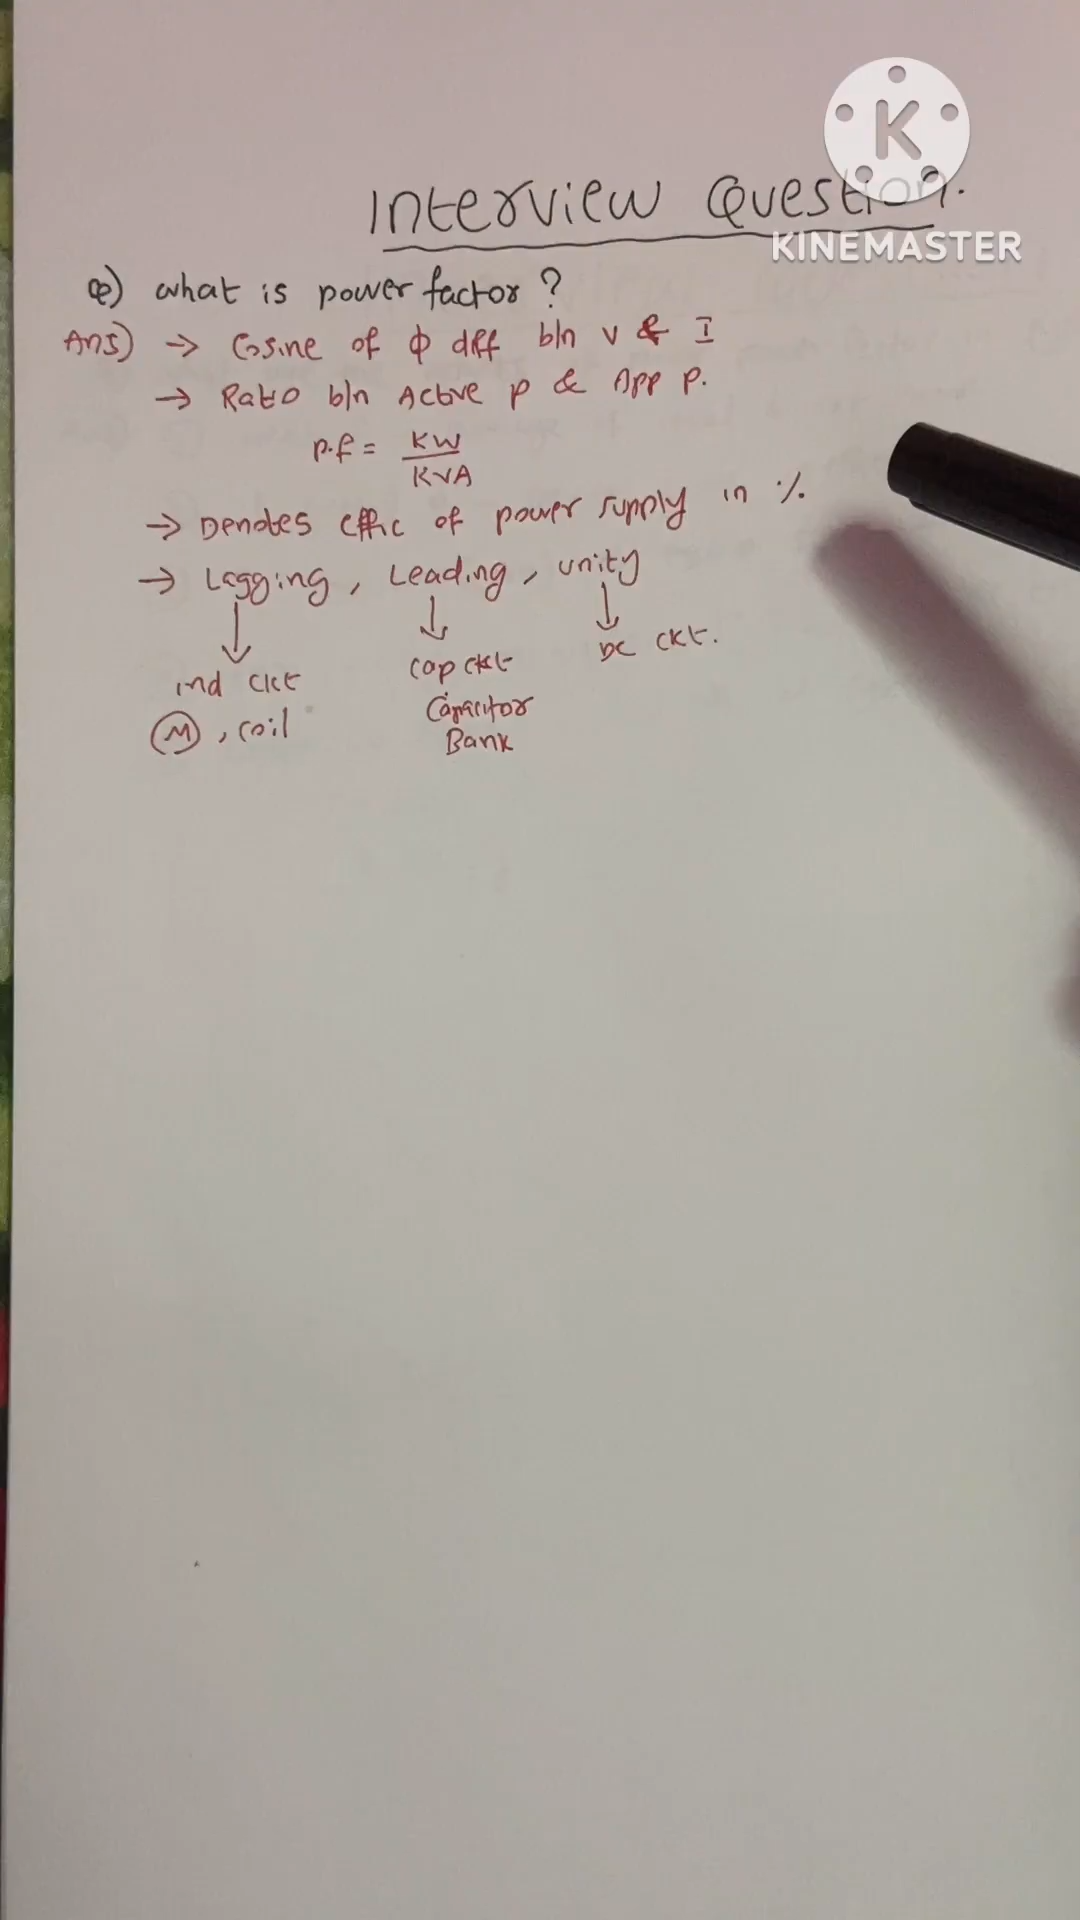 Interview Question.
KINEMASTER
Q) what is power factor ?
Ans) → Cosine of ϕ diff b/n V & I
→ Ratio b/n Active P & App P.
P.f = KW
KVA
→ Denotes effic of power supply in %
→ Lagging , Leading , unity
ind ckt cap ckt DC ckt.
M , coil Capacitor
Bank